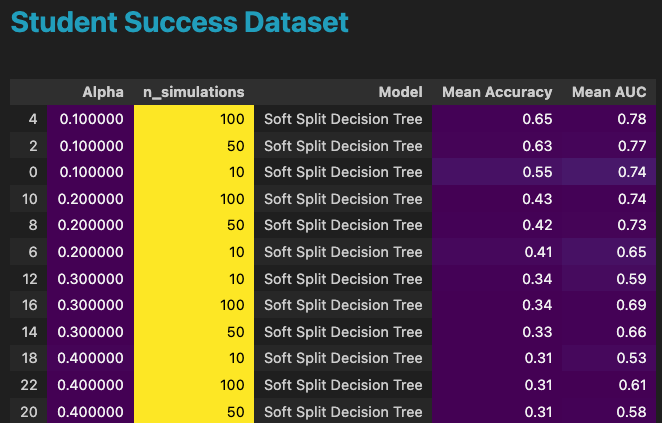 Student Success Dataset
Alpha n_simulations Model Mean Accuracy Mean AUC
4 0.100000 100 Soft Split Decision Tree 0.65 0.78
2 0.100000 50 Soft Split Decision Tree 0.63 0.77
0 0.100000 10 Soft Split Decision Tree 0.55 0.74
10 0.200000 100 Soft Split Decision Tree 0.43 0.74
8 0.200000 50 Soft Split Decision Tree 0.42 0.73
6 0.200000 10 Soft Split Decision Tree 0.41 0.65
12 0.300000 10 Soft Split Decision Tree 0.34 0.59
16 0.300000 100 Soft Split Decision Tree 0.34 0.69
14 0.300000 50 Soft Split Decision Tree 0.33 0.66
18 0.400000 10 Soft Split Decision Tree 0.31 0.53
22 0.400000 100 Soft Split Decision Tree 0.31 0.61
20 0.400000 50 Soft Split Decision Tree 0.31 0.58